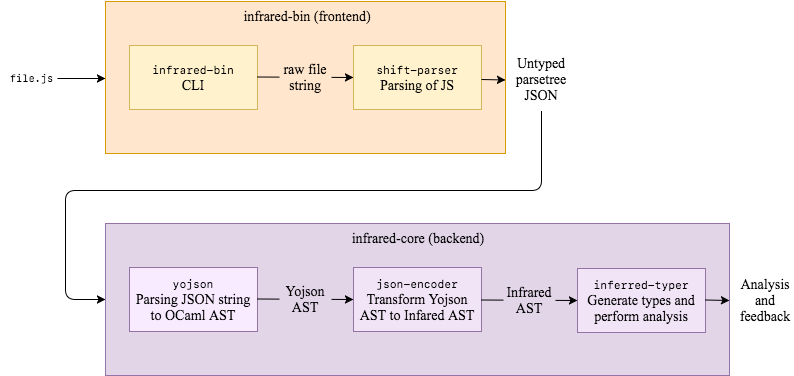 infrared-bin (frontend)
file.js
infrared-bin
CLI
raw file
string
shift-parser
Parsing of JS
Untyped
parsetree
JSON
infrared-core (backend)
yojson
Parsing JSON string
to OCaml AST
Yojson
AST
json-encoder
Transform Yojson
AST to Infared AST
Infrared
AST
inferred-typer
Generate types and
perform analysis
Analysis
and
feedback